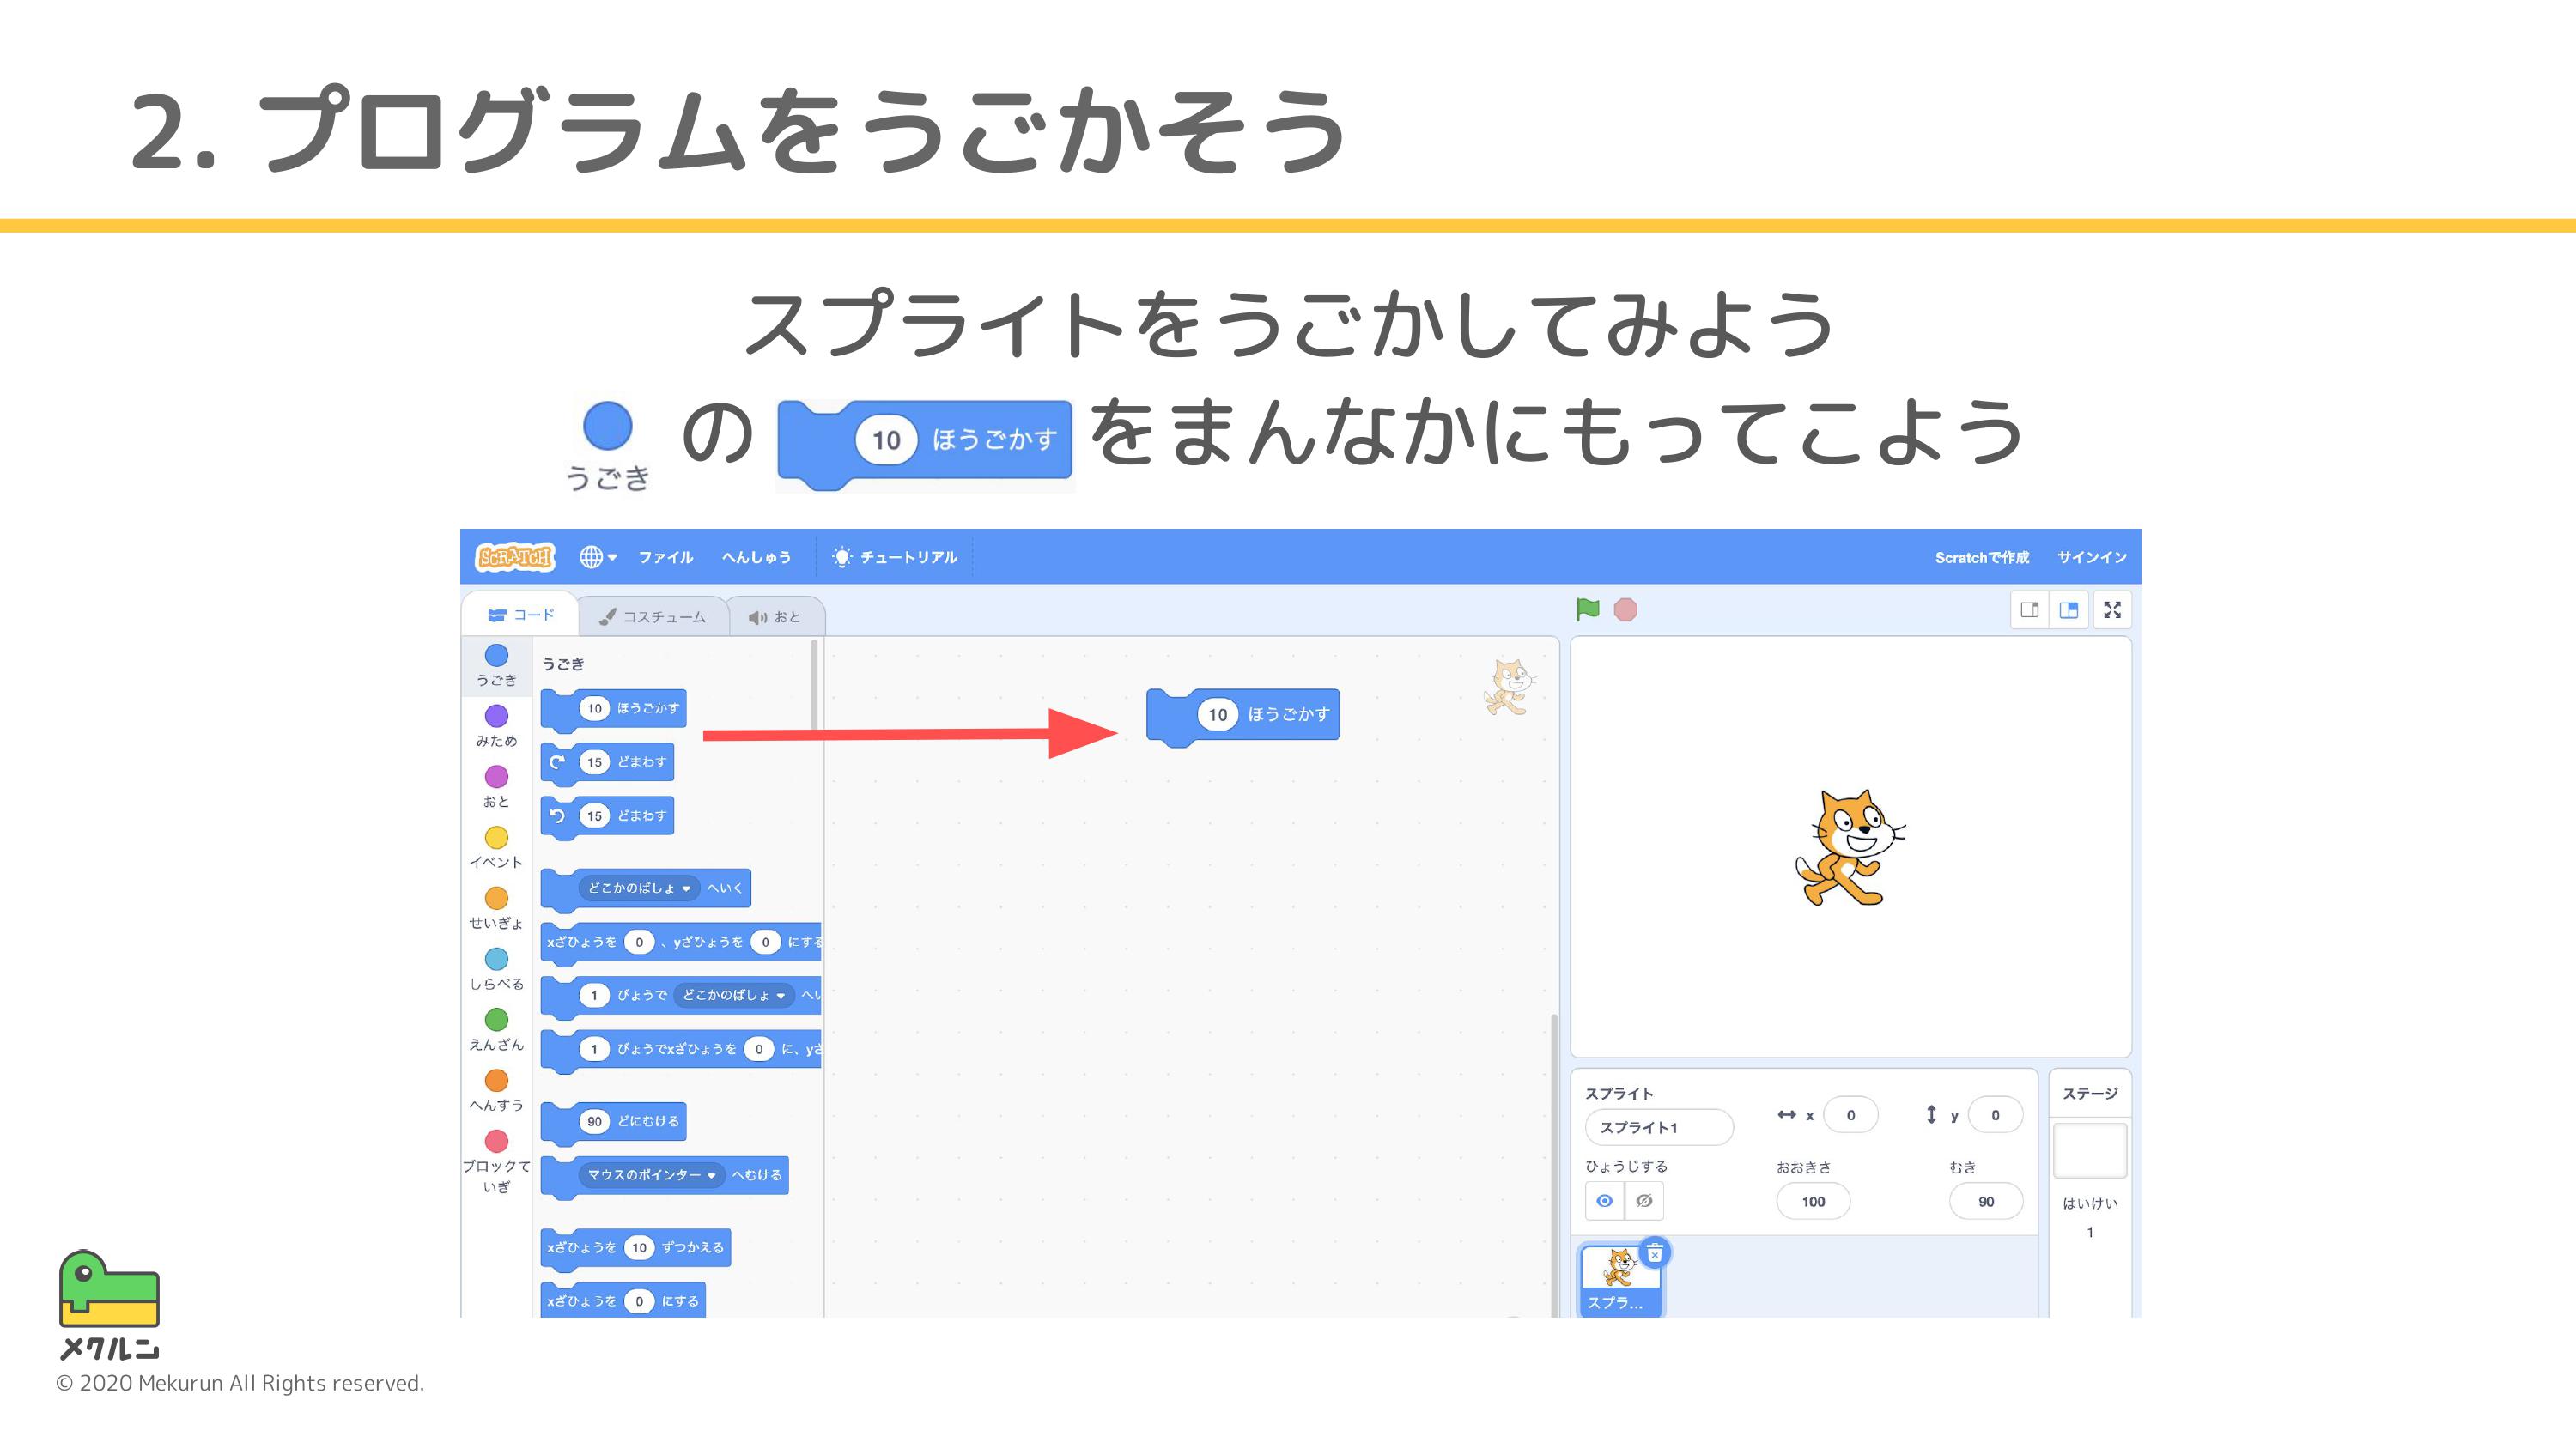 2. プログラムをうごかそう
スプライトをうごかしてみよう
うごき の 10 ほうごかす をまんなかにもってこよう
SCRATCH ファイル へんしゅう チュートリアル Scratchで作成 サインイン
コード コスチューム おと
うごき
みため
おと
イベント
せいぎょ
しらべる
えんざん
へんすう
ブロックて
いぎ
うごき
10 ほうごかす
15 どまわす
15 どまわす
どこかのばしょ へいく
xざひょうを 0 、yざひょうを 0 にする
1 びょうで どこかのばしょ へい
1 びょうでxざひょうを 0 に、yざ
90 どにむける
マウスのポインター へむける
xざひょうを 10 ずつかえる
xざひょうを 0 にする
10 ほうごかす
スプライト
スプライト1 x 0 y 0
ひょうじする おおきさ むき
100 90
スプラ...
ステージ
はいけい
1
メクルン
© 2020 Mekurun All Rights reserved.